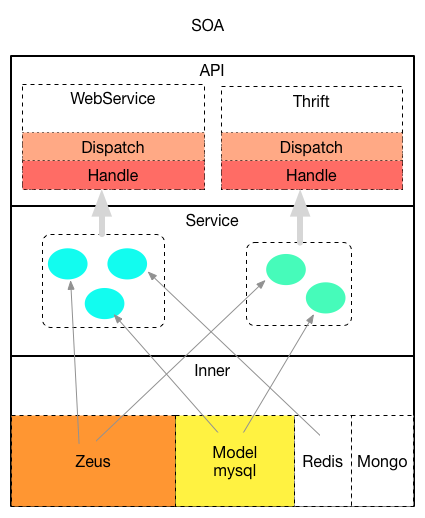 SOA
API
WebService
Thrift
Dispatch
Dispatch
Handle
Handle
Service
Inner
Zeus
Model
mysql
Redis
Mongo